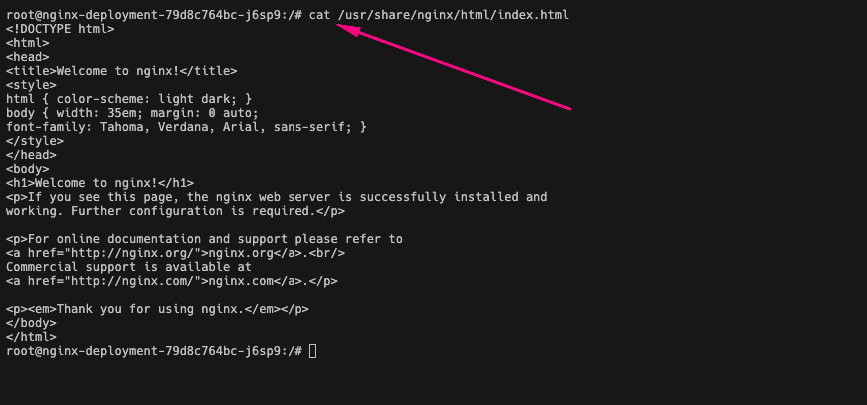 root@nginx-deployment-79d8c764bc-j6sp9:/# cat /usr/share/nginx/html/index.html
<!DOCTYPE html>
<html>
<head>
<title>Welcome to nginx!</title>
<style>
html { color-scheme: light dark; }
body { width: 35em; margin: 0 auto;
font-family: Tahoma, Verdana, Arial, sans-serif; }
</style>
</head>
<body>
<h1>Welcome to nginx!</h1>
<p>If you see this page, the nginx web server is successfully installed and
working. Further configuration is required.</p>

<p>For online documentation and support please refer to
<a href="http://nginx.org/">nginx.org</a>.<br/>
Commercial support is available at
<a href="http://nginx.com/">nginx.com</a>.</p>

<p><em>Thank you for using nginx.</em></p>
</body>
</html>
root@nginx-deployment-79d8c764bc-j6sp9:/#